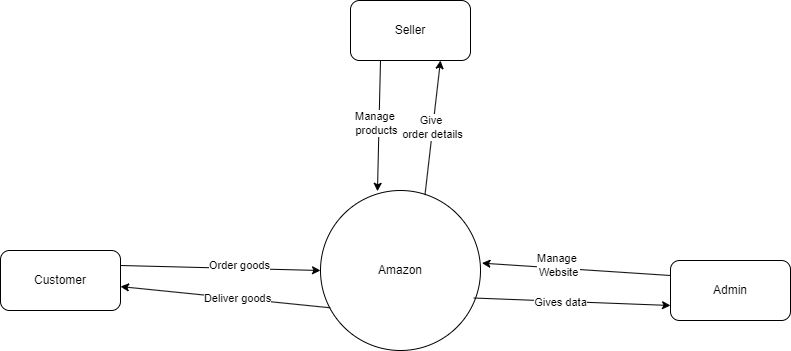 Seller
Manage
products
Give
order details
Customer
Order goods
Deliver goods
Amazon
Manage
Website
Gives data
Admin